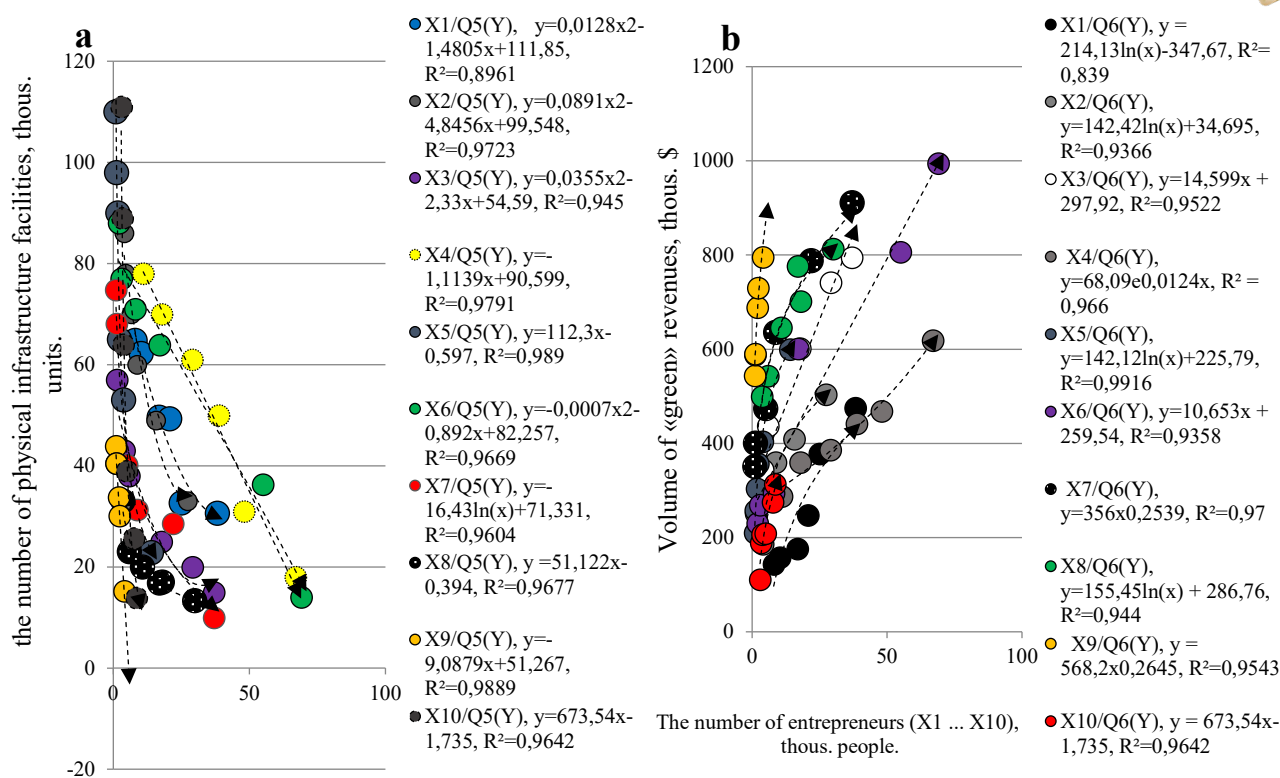 a
the number of physical infrastructure facilities, thous.
units.
120
100
80
60
40
20
0
-20
0
50
100
X1/Q5(Y), y=0,0128x2-
1,4805x+111,85,
R²=0,8961
X2/Q5(Y), y=0,0891x2-
4,8456x+99,548,
R²=0,9723
X3/Q5(Y), y=0,0355x2-
2,33x+54,59, R²=0,945
X4/Q5(Y), y=-
1,1139x+90,599,
R²=0,9791
X5/Q5(Y), y=112,3x-
0,597, R²=0,989
X6/Q5(Y), y=-0,0007x2-
0,892x+82,257,
R²=0,9669
X7/Q5(Y), y=-
16,43ln(x)+71,331,
R²=0,9604
X8/Q5(Y), y =51,122x-
0,394, R²=0,9677
X9/Q5(Y), y=-
9,0879x+51,267,
R²=0,9889
X10/Q5(Y), y=673,54x-
1,735, R²=0,9642
b
Volume of «green» revenues, thous. $
1200
1000
800
600
400
200
0
0
50
100
The number of entrepreneurs (X1 ... X10),
thous. people.
X1/Q6(Y), y =
214,13ln(x)-347,67, R²=
0,839
X2/Q6(Y),
y=142,42ln(x)+34,695,
R²=0,9366
X3/Q6(Y), y=14,599x +
297,92, R²=0,9522
X4/Q6(Y),
y=68,09e0,0124x, R² =
0,966
X5/Q6(Y),
y=142,12ln(x)+225,79,
R²=0,9916
X6/Q6(Y), y=10,653x +
259,54, R²=0,9358
X7/Q6(Y),
y=356x0,2539, R²=0,97
X8/Q6(Y),
y=155,45ln(x) + 286,76,
R²=0,944
X9/Q6(Y), y =
568,2x0,2645, R²=0,9543
X10/Q6(Y), y = 673,54x-
1,735, R²=0,9642